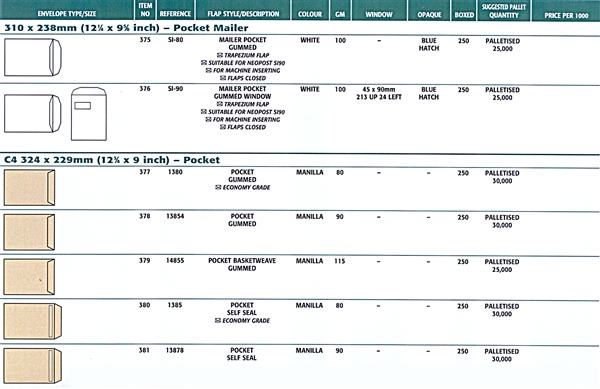 ENVELOPE TYPE/SIZE ITEM NO REFERENCE FLAP STYLE/DESCRIPTION COLOUR GM WINDOW OPAQUE BOXED SUGGESTED PALLET QUANTITY PRICE PER 1000
310 x 238mm (12¼ x 9⅜ inch) – Pocket Mailer
375 SI-80 MAILER POCKET WHITE 100 – BLUE 250 PALLETISED
GUMMED HATCH 25,000
TRAPEZIUM FLAP
SUITABLE FOR NEOPOST SI90
FOR MACHINE INSERTING
FLAPS CLOSED
376 SI-90 MAILER POCKET WHITE 100 45 x 90mm BLUE 250 PALLETISED
GUMMED WINDOW 213 UP 24 LEFT HATCH 25,000
TRAPEZIUM FLAP
SUITABLE FOR NEOPOST SI90
FOR MACHINE INSERTING
FLAPS CLOSED
C4 324 x 229mm (12¾ x 9 inch) – Pocket
377 1380 POCKET MANILLA 80 – – 250 PALLETISED
GUMMED 30,000
ECONOMY GRADE
378 13854 POCKET MANILLA 90 – – 250 PALLETISED
GUMMED 30,000
379 14855 POCKET BASKETWEAVE MANILLA 115 – – 250 PALLETISED
GUMMED 25,000
380 1385 POCKET MANILLA 80 – – 250 PALLETISED
SELF SEAL 30,000
ECONOMY GRADE
381 13878 POCKET MANILLA 90 – – 250 PALLETISED
SELF SEAL 30,000